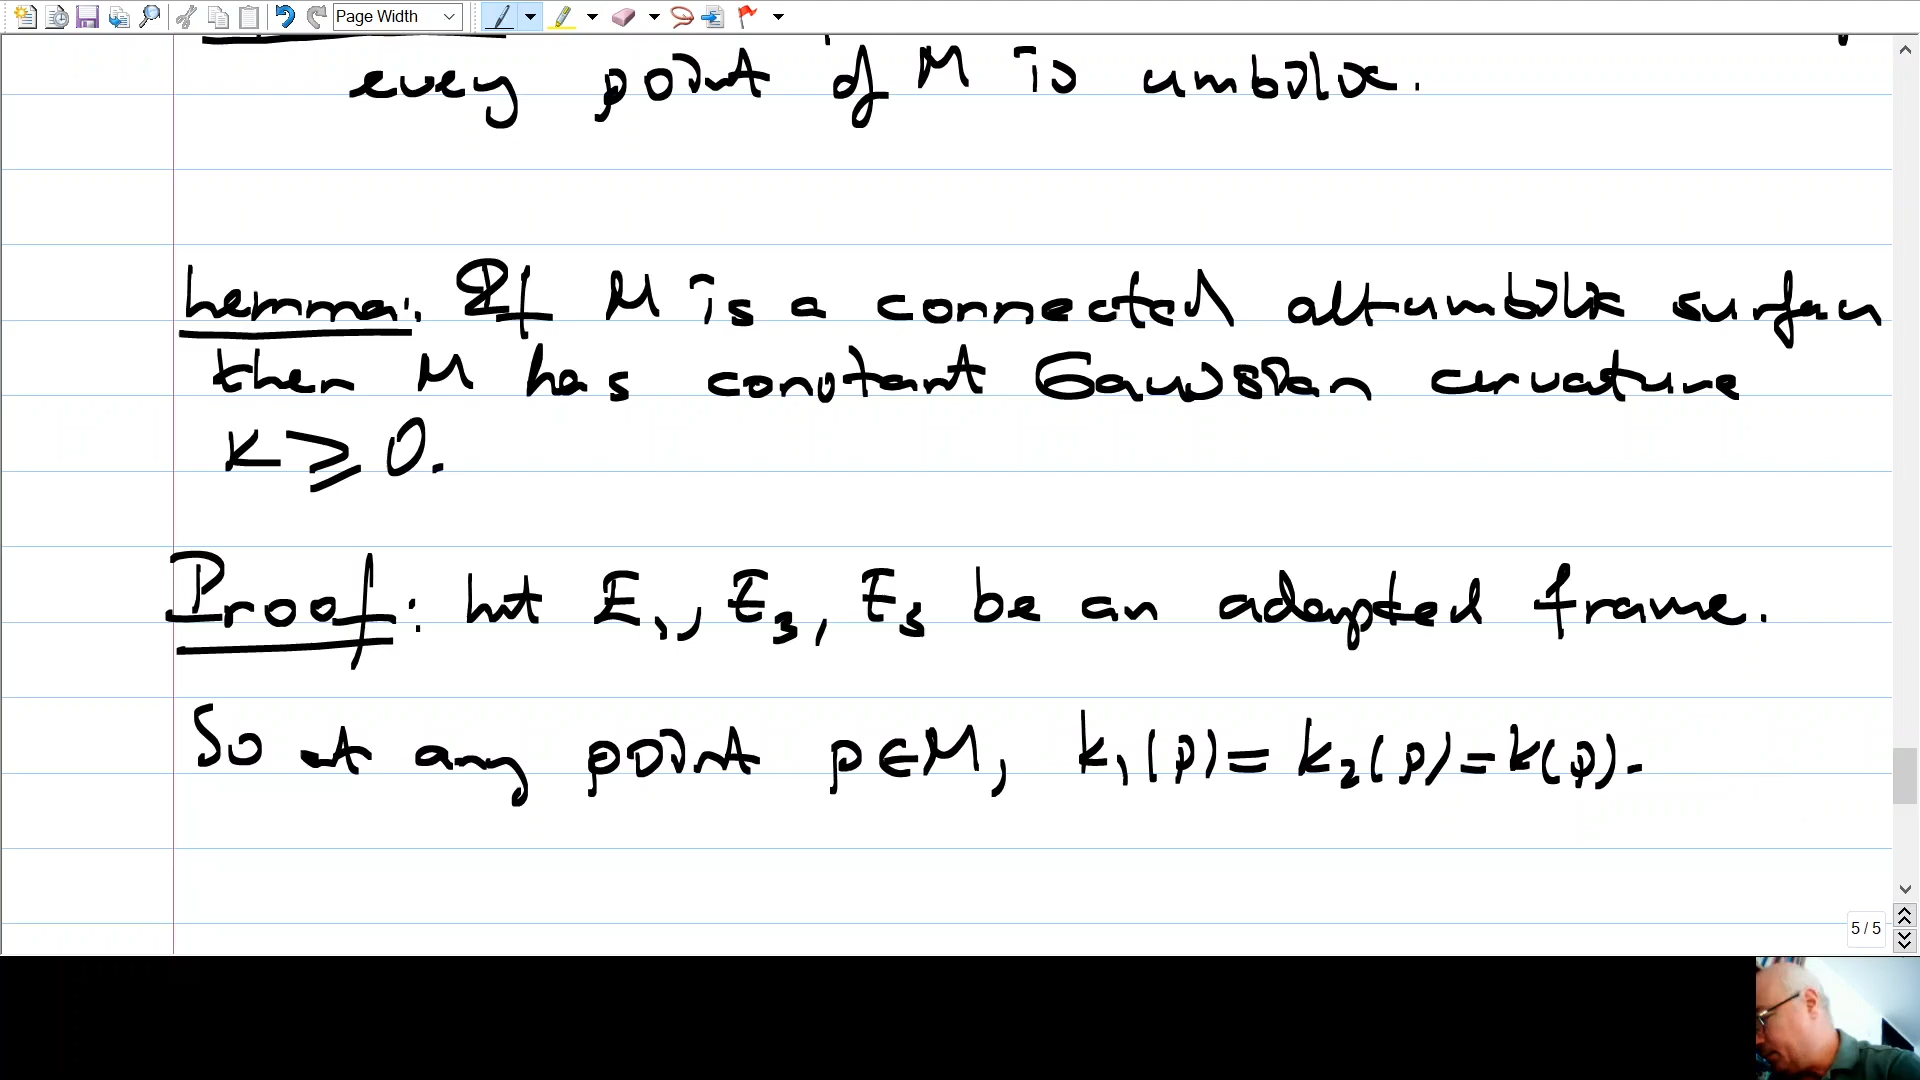 Page Width
every point of M is umbilic.
Lemma: If M is a connected all-umbilic surface
then M has constant Gaussian curvature
K ≥ 0.
Proof: Let E₁, E₃, E₃ be an adapted frame.
So at any point p∈M, k₁(p) = k₂(p) = k(p).
5 / 5